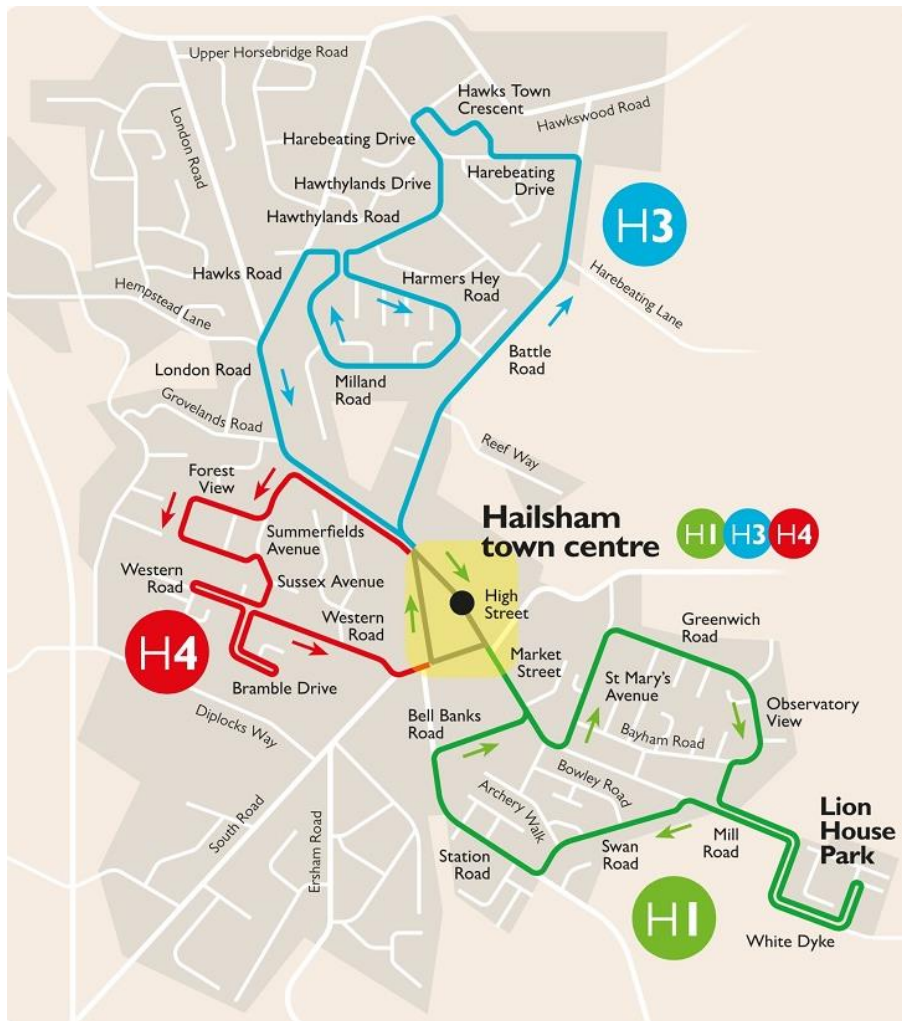 Upper Horsebridge Road
London Road
Hawks Town
Crescent
Hawkswood Road
Harebeating Drive
Harebeating
Drive
Hawthylands Drive
Hawthylands Road
H3
Hawks Road
Harmers Hey
Road
Hempstead Lane
Harebeating Lane
London Road
Battle
Road
Milland
Road
Grovelands Road
Reef Way
Forest
View
Hailsham
town centre
H1 H3 H4
Summerfields
Avenue
Western
Road
Sussex Avenue
High
Street
Western
Road
Greenwich
Road
H4
Market
Street
St Mary's
Avenue
Bramble Drive
Observatory
View
Diplocks Way
Bell Banks
Road
Bayham Road
Bowley Road
Archery Walk
South Road
Ersham Road
Lion
House
Park
Mill
Road
Swan
Road
Station
Road
H1
White Dyke